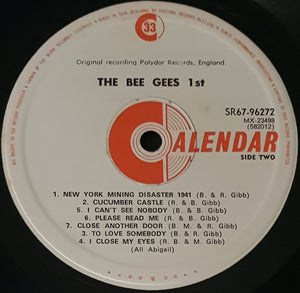 33
Original recording Polydor Records, England.
THE BEE GEES 1st
SR67-96272
MX-23498
(582012)
CALENDAR
SIDE TWO
1. NEW YORK MINING DISASTER 1941 (B. & R. Gibb)
2. CUCUMBER CASTLE (R. & B. Gibb)
5. I CAN'T SEE NOBODY (B. & R. Gibb)
6. PLEASE READ ME (R. & B. Gibb)
7. CLOSE ANOTHER DOOR (B. M. & R. Gibb)
3. TO LOVE SOMEBODY (B. & R. Gibb)
4. I CLOSE MY EYES (R. B. & M. Gibb)
(All Abigail)